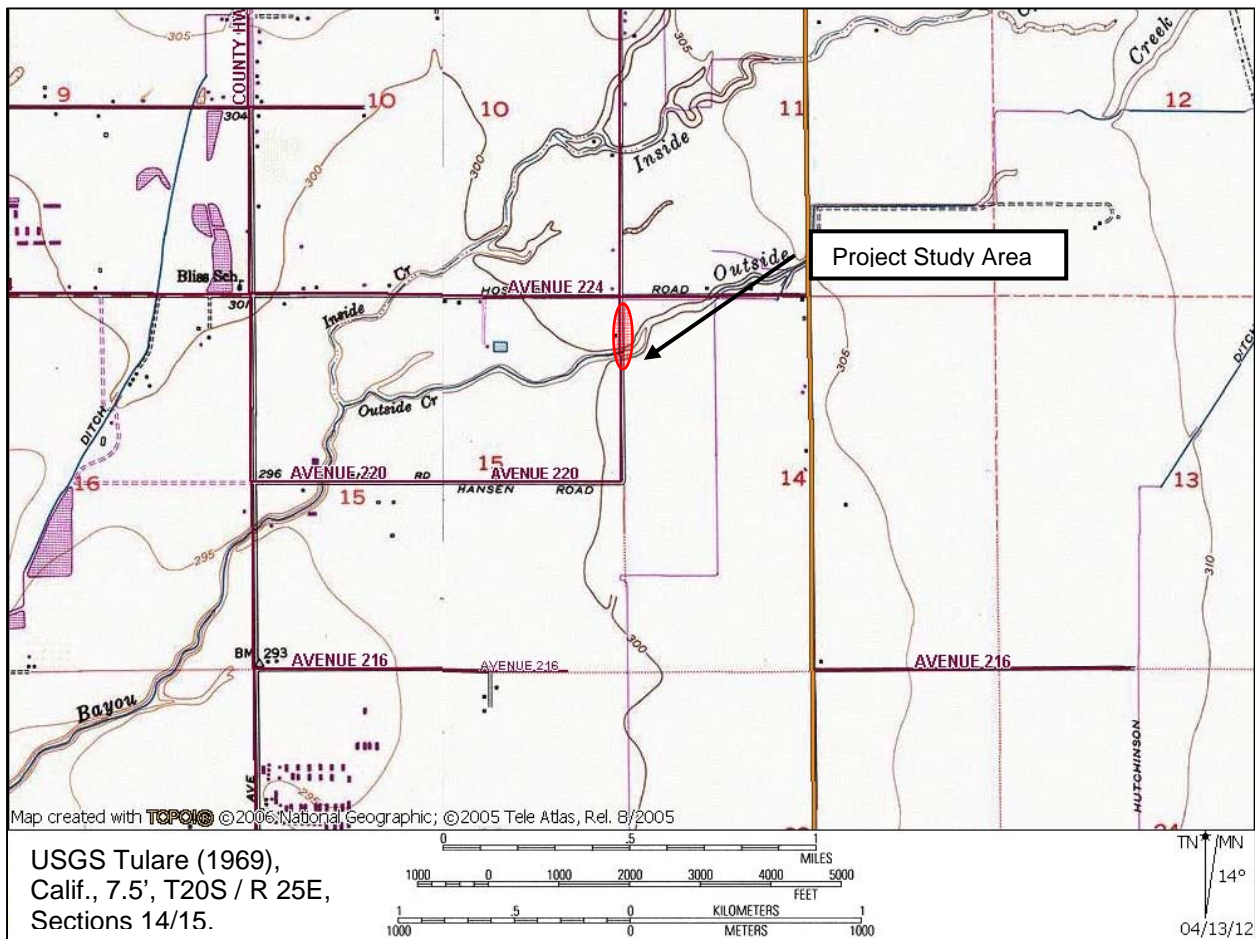 COUNTY HW
305
305
C
Creek
9
10
10
11
12
304
Inside
300
300
Bliss Sch
301
Cr
Inside
HOS
AVENUE 224
ROAD
Outside
Project Study Area
305
DITCH
Outside Cr
DITCH
16
296
AVENUE 220
RD
15
AVENUE 220
15
HANSEN ROAD
14
13
295
310
300
BM 293
AVENUE 216
AVENUE 216
AVENUE 216
Bayou
AVE
295
HUTCHINSON
Map created with TOPO!® ©2006 National Geographic; ©2005 Tele Atlas, Rel. 8/2005
USGS Tulare (1969),
Calif., 7.5', T20S / R 25E,
Sections 14/15.
0 .5 1
MILES
1000 0 1000 2000 3000 4000 5000
FEET
1 .5 0 KILOMETERS 1
1000 0 METERS 1000
TN MN
14°
04/13/12